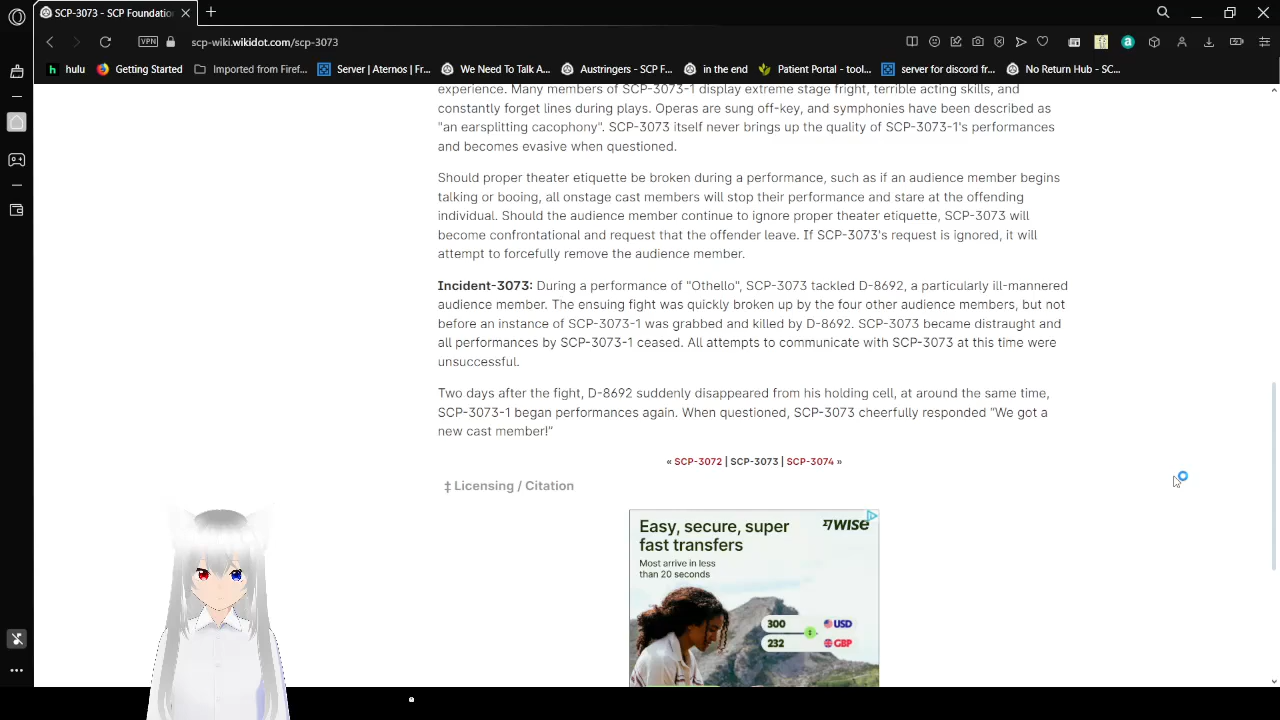 SCP-3073 - SCP Foundatio
scp-wiki.wikidot.com/scp-3073
VPN
hulu
Getting Started
Imported from Firef...
Server | Aternos | Fr...
We Need To Talk A...
Austringers - SCP F...
in the end
Patient Portal - tool...
server for discord fr...
No Return Hub - SC...
experience. Many members of SCP-3073-1 display extreme stage fright, terrible acting skills, and
constantly forget lines during plays. Operas are sung off-key, and symphonies have been described as
"an earsplitting cacophony". SCP-3073 itself never brings up the quality of SCP-3073-1's performances
and becomes evasive when questioned.
Should proper theater etiquette be broken during a performance, such as if an audience member begins
talking or booing, all onstage cast members will stop their performance and stare at the offending
individual. Should the audience member continue to ignore proper theater etiquette, SCP-3073 will
become confrontational and request that the offender leave. If SCP-3073's request is ignored, it will
attempt to forcefully remove the audience member.
Incident-3073: During a performance of "Othello", SCP-3073 tackled D-8692, a particularly ill-mannered
audience member. The ensuing fight was quickly broken up by the four other audience members, but not
before an instance of SCP-3073-1 was grabbed and killed by D-8692. SCP-3073 became distraught and
all performances by SCP-3073-1 ceased. All attempts to communicate with SCP-3073 at this time were
unsuccessful.
Two days after the fight, D-8692 suddenly disappeared from his holding cell, at around the same time,
SCP-3073-1 began performances again. When questioned, SCP-3073 cheerfully responded "We got a
new cast member!"
« SCP-3072 | SCP-3073 | SCP-3074 »
‡ Licensing / Citation
Easy, secure, super
fast transfers
WISE
Most arrive in less
than 20 seconds
300 USD
232 GBP